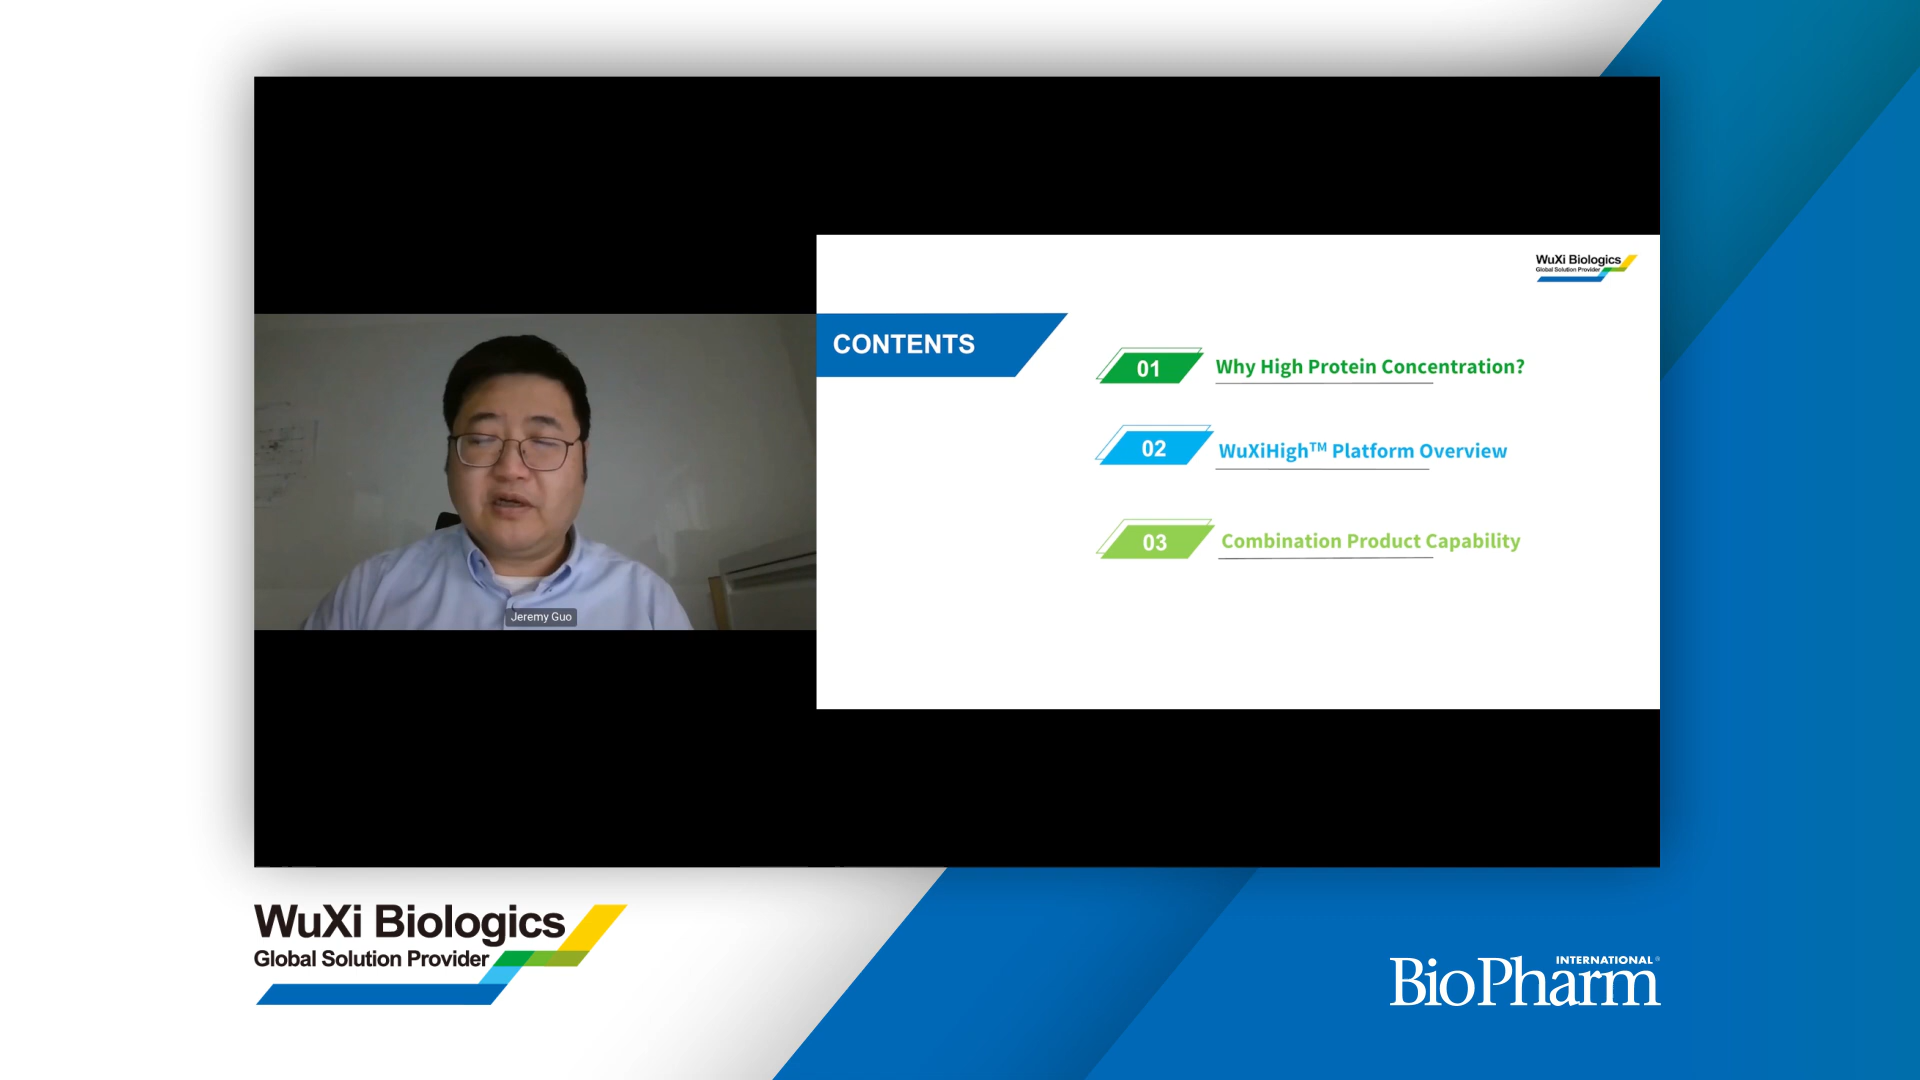 WuXi Biologics
Global Solution Provider
CONTENTS
01 Why High Protein Concentration?
02 WuXiHigh™ Platform Overview
03 Combination Product Capability
Jeremy Guo
WuXi Biologics
Global Solution Provider
BioPharm
INTERNATIONAL®